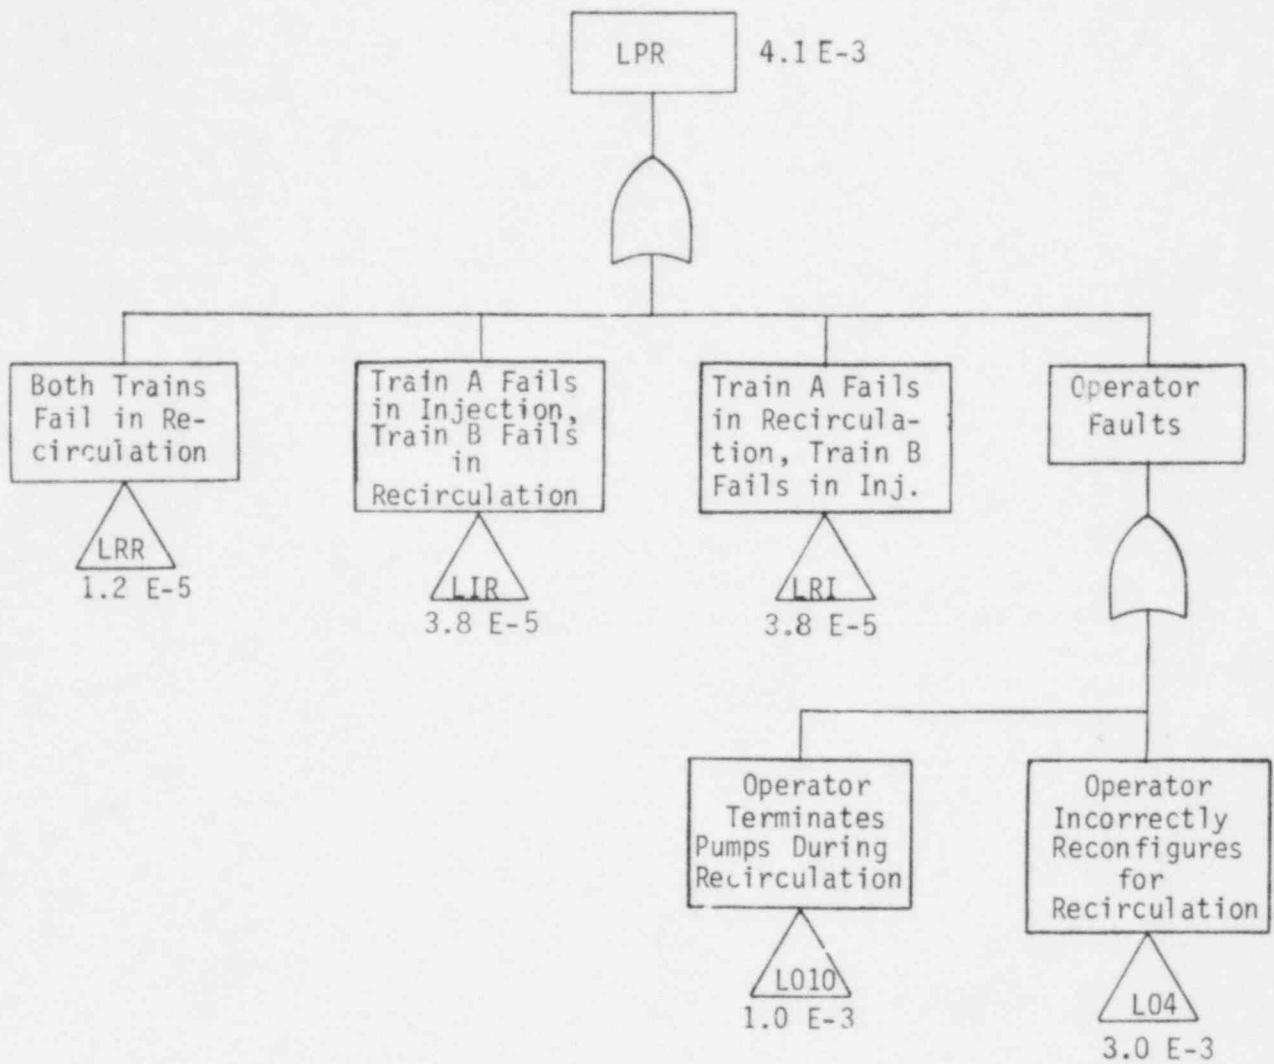 LPR
4.1 E-3
Both Trains
Fail in Re-
circulation
LRR
1.2 E-5
Train A Fails
in Injection,
Train B Fails
in
Recirculation
LIR
3.8 E-5
Train A Fails
in Recircula-
tion, Train B
Fails in Inj.
LRI
3.8 E-5
Operator
Faults
Operator
Terminates
Pumps During
Recirculation
L010
1.0 E-3
Operator
Incorrectly
Reconfigures
for
Recirculation
L04
3.0 E-3